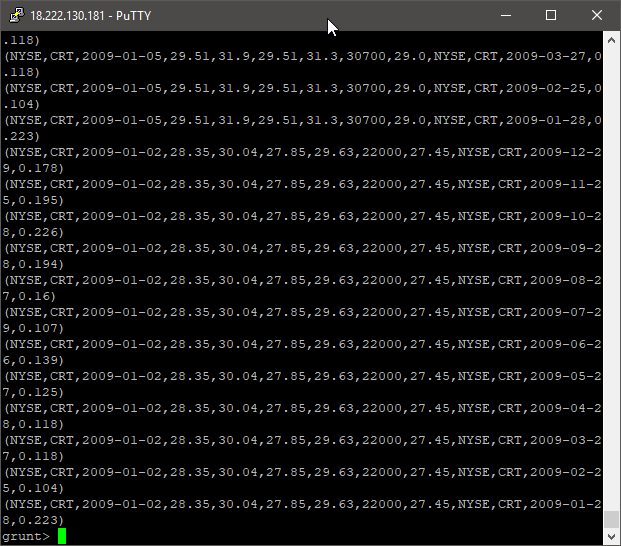 18.222.130.181 - PuTTY
.118)
(NYSE,CRT,2009-01-05,29.51,31.9,29.51,31.3,30700,29.0,NYSE,CRT,2009-03-27,0
.118)
(NYSE,CRT,2009-01-05,29.51,31.9,29.51,31.3,30700,29.0,NYSE,CRT,2009-02-25,0
.104)
(NYSE,CRT,2009-01-05,29.51,31.9,29.51,31.3,30700,29.0,NYSE,CRT,2009-01-28,0
.223)
(NYSE,CRT,2009-01-02,28.35,30.04,27.85,29.63,22000,27.45,NYSE,CRT,2009-12-2
9,0.178)
(NYSE,CRT,2009-01-02,28.35,30.04,27.85,29.63,22000,27.45,NYSE,CRT,2009-11-2
5,0.195)
(NYSE,CRT,2009-01-02,28.35,30.04,27.85,29.63,22000,27.45,NYSE,CRT,2009-10-2
8,0.226)
(NYSE,CRT,2009-01-02,28.35,30.04,27.85,29.63,22000,27.45,NYSE,CRT,2009-09-2
8,0.194)
(NYSE,CRT,2009-01-02,28.35,30.04,27.85,29.63,22000,27.45,NYSE,CRT,2009-08-2
7,0.16)
(NYSE,CRT,2009-01-02,28.35,30.04,27.85,29.63,22000,27.45,NYSE,CRT,2009-07-2
9,0.107)
(NYSE,CRT,2009-01-02,28.35,30.04,27.85,29.63,22000,27.45,NYSE,CRT,2009-06-2
6,0.139)
(NYSE,CRT,2009-01-02,28.35,30.04,27.85,29.63,22000,27.45,NYSE,CRT,2009-05-2
7,0.125)
(NYSE,CRT,2009-01-02,28.35,30.04,27.85,29.63,22000,27.45,NYSE,CRT,2009-04-2
8,0.118)
(NYSE,CRT,2009-01-02,28.35,30.04,27.85,29.63,22000,27.45,NYSE,CRT,2009-03-2
7,0.118)
(NYSE,CRT,2009-01-02,28.35,30.04,27.85,29.63,22000,27.45,NYSE,CRT,2009-02-2
5,0.104)
(NYSE,CRT,2009-01-02,28.35,30.04,27.85,29.63,22000,27.45,NYSE,CRT,2009-01-2
8,0.223)
grunt>